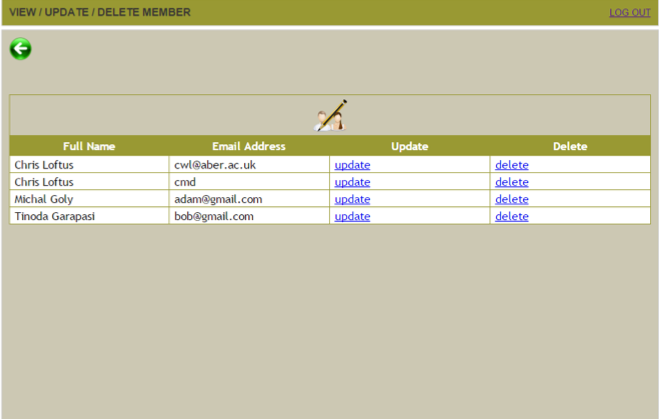 VIEW / UPDATE / DELETE MEMBER LOG OUT
Full Name Email Address Update Delete
Chris Loftus cwl@aber.ac.uk update delete
Chris Loftus cmd update delete
Michal Goly adam@gmail.com update delete
Tinoda Garapasi bob@gmail.com update delete